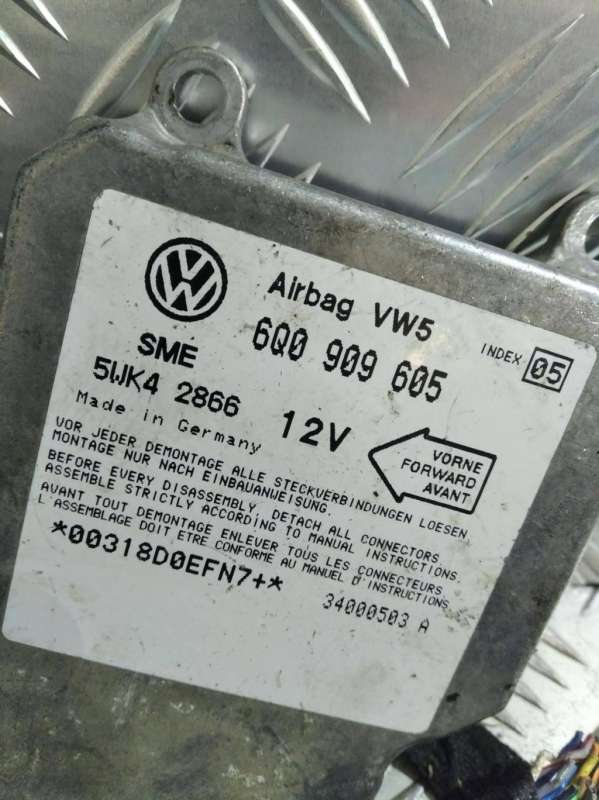 Airbag VW5
6Q0 909 605
INDEX 05
SME
5WK4 2866
Made in Germany
12V
VORNE
FORWARD
AVANT
VOR JEDER DEMONTAGE ALLE STECKVERBINDUNGEN LOESEN
MONTAGE NUR NACH EINBAUANWEISUNG.
BEFORE EVERY DISASSEMBLY, DETACH ALL CONNECTORS
ASSEMBLE STRICTLY ACCORDING TO MANUAL INSTRUCTIONS.
AVANT TOUT DEMONTAGE ENLEVER TOUS LES CONNECTEURS
L'ASSEMBLAGE DOIT ETRE CONFORME AU MANUEL D'INSTRUCTIONS
*00318D0EFN7+*
34000503 A